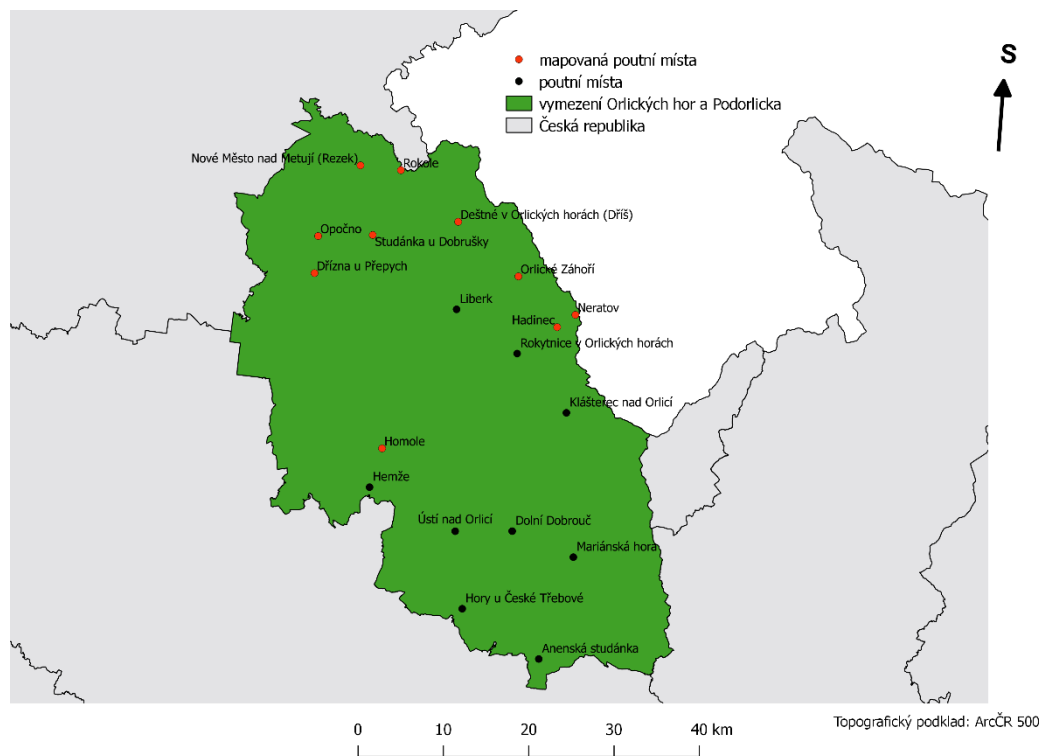 mapovaná poutní místa
poutní místa
vymezení Orlických hor a Podorlicka
Česká republika
S
Nové Město nad Metují (Rezek)
Rokole
Deštné v Orlických horách (Dříš)
Opočno
Studánka u Dobrušky
Dřízna u Přepych
Orlické Záhoří
Liberk
Neratov
Hadinec
Rokytnice v Orlických horách
Klášterec nad Orlicí
Homole
Hemže
Ústí nad Orlicí
Dolní Dobrouč
Mariánská hora
Hory u České Třebové
Anenská studánka
Topografický podklad: ArcČR 500
0 10 20 30 40 km